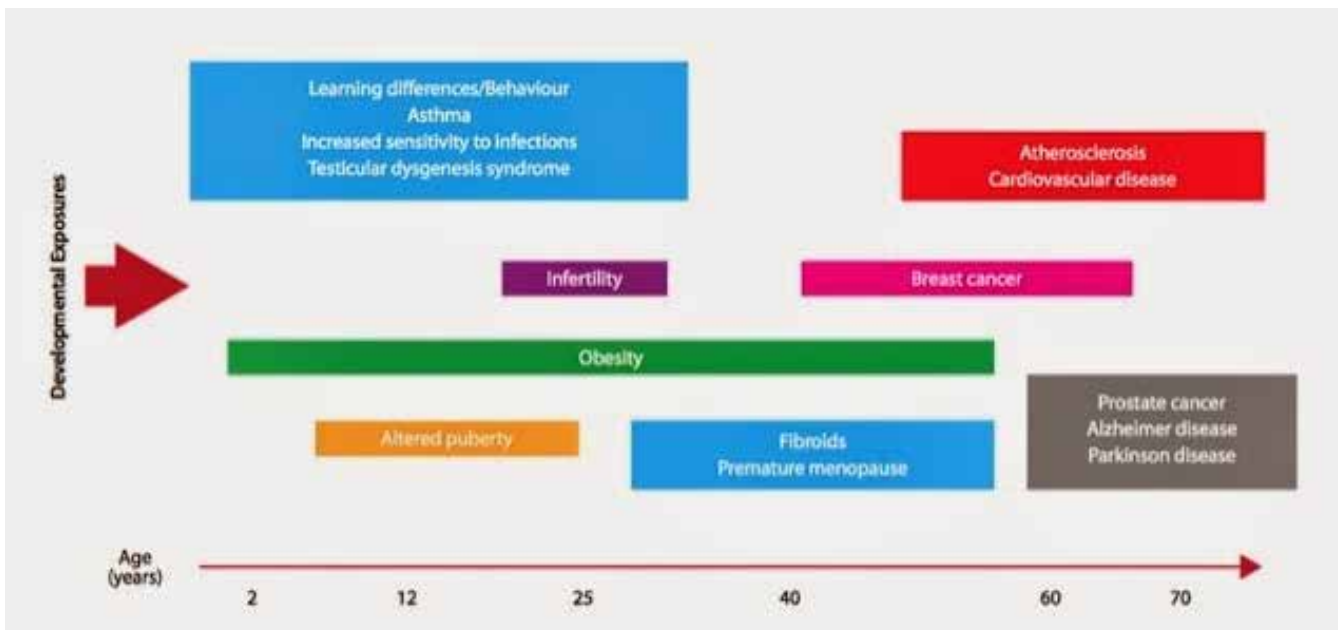 Learning differences/Behaviour
Asthma
Increased sensitivity to infections
Testicular dysgenesis syndrome
Atherosclerosis
Cardiovascular disease
Developmental Exposures
Infertility
Breast cancer
Obesity
Altered puberty
Fibroids
Premature menopause
Prostate cancer
Alzheimer disease
Parkinson disease
Age
(years)
2 12 25 40 60 70